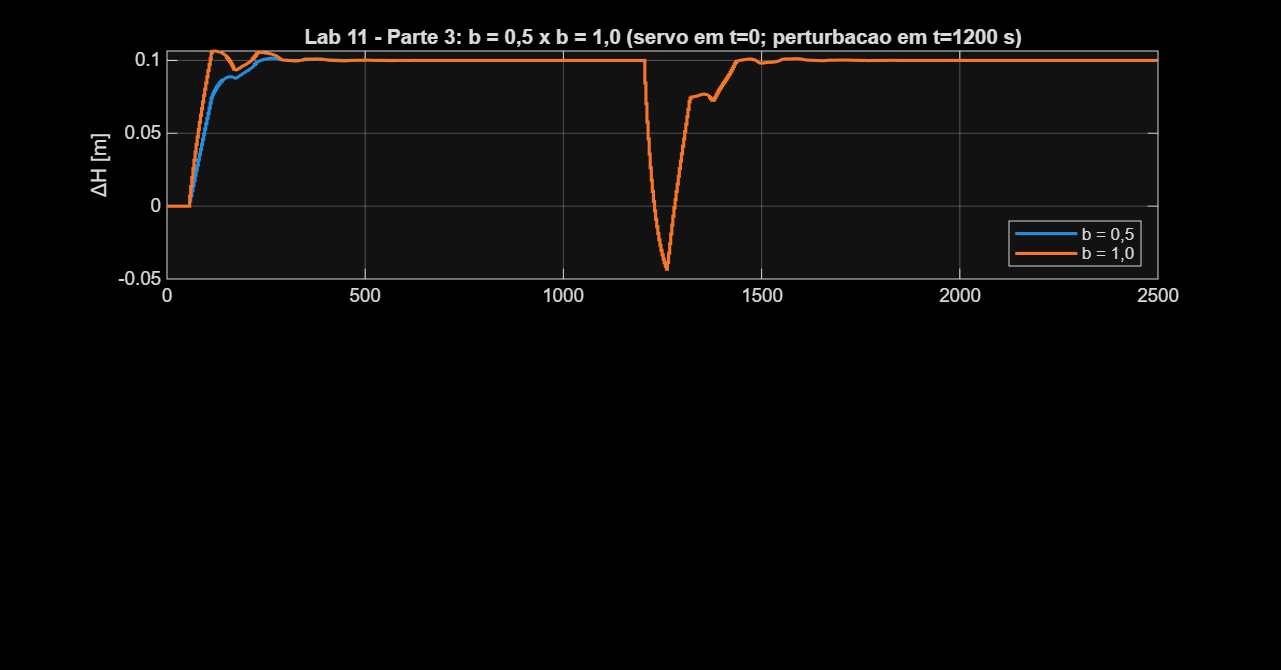 Lab 11 - Parte 3: b = 0,5 x b = 1,0 (servo em t=0; perturbacao em t=1200 s)
ΔH [m]
0.1
0.05
0
-0.05
0 500 1000 1500 2000 2500
b = 0,5
b = 1,0